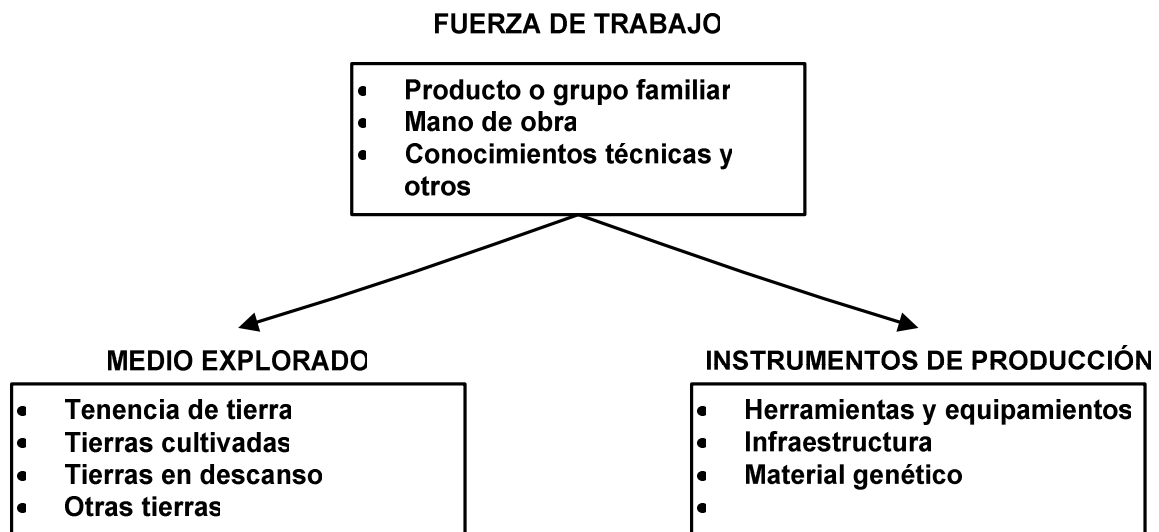 FUERZA DE TRABAJO
• Producto o grupo familiar
• Mano de obra
• Conocimientos técnicas y
otros
MEDIO EXPLORADO
• Tenencia de tierra
• Tierras cultivadas
• Tierras en descanso
• Otras tierras
INSTRUMENTOS DE PRODUCCIÓN
• Herramientas y equipamientos
• Infraestructura
• Material genético
•